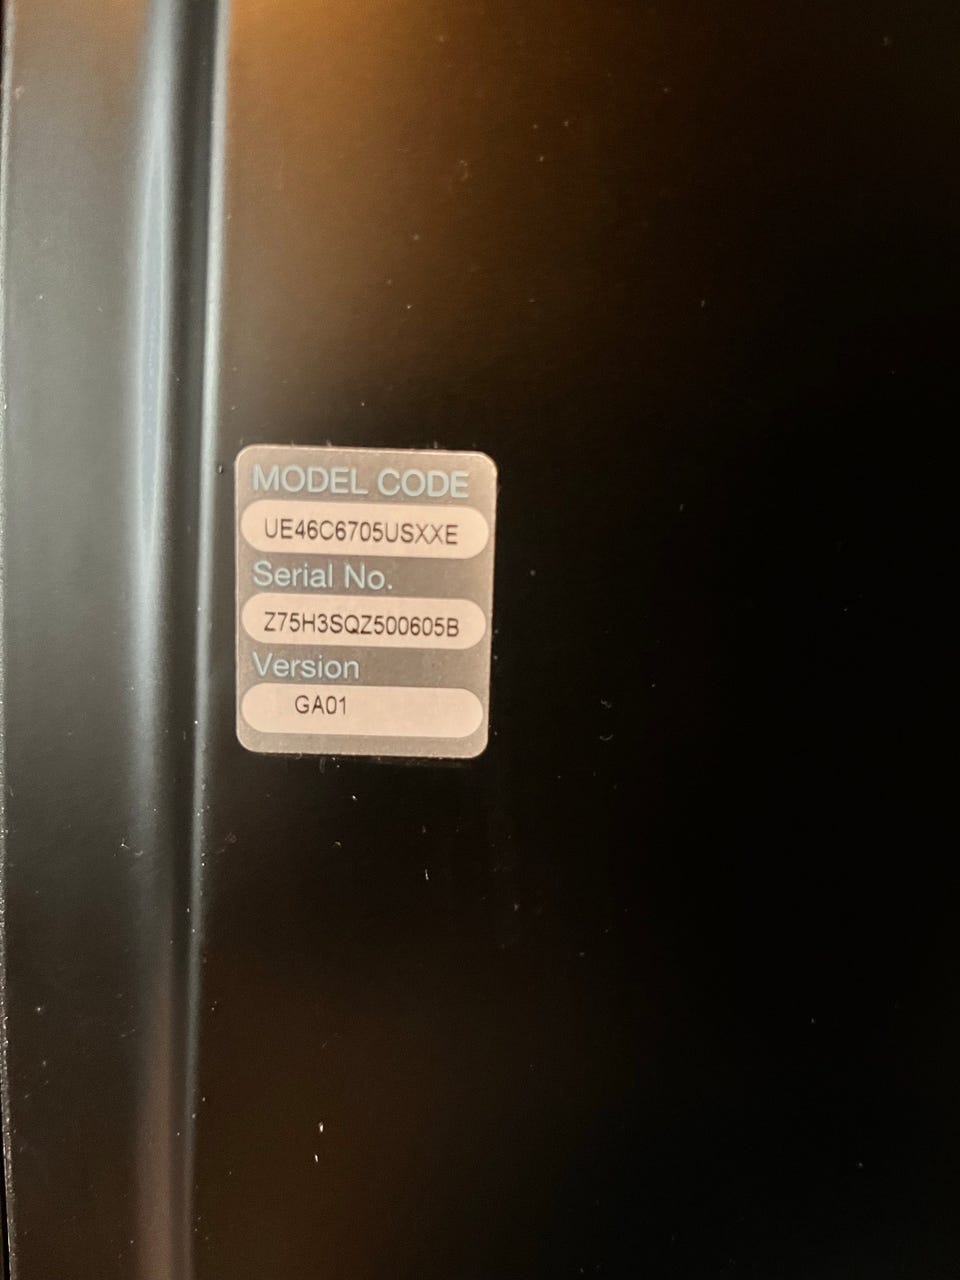 MODEL CODE
UE46C6705USXXE
Serial No.
Z75H3SQZ500605B
Version
GA01